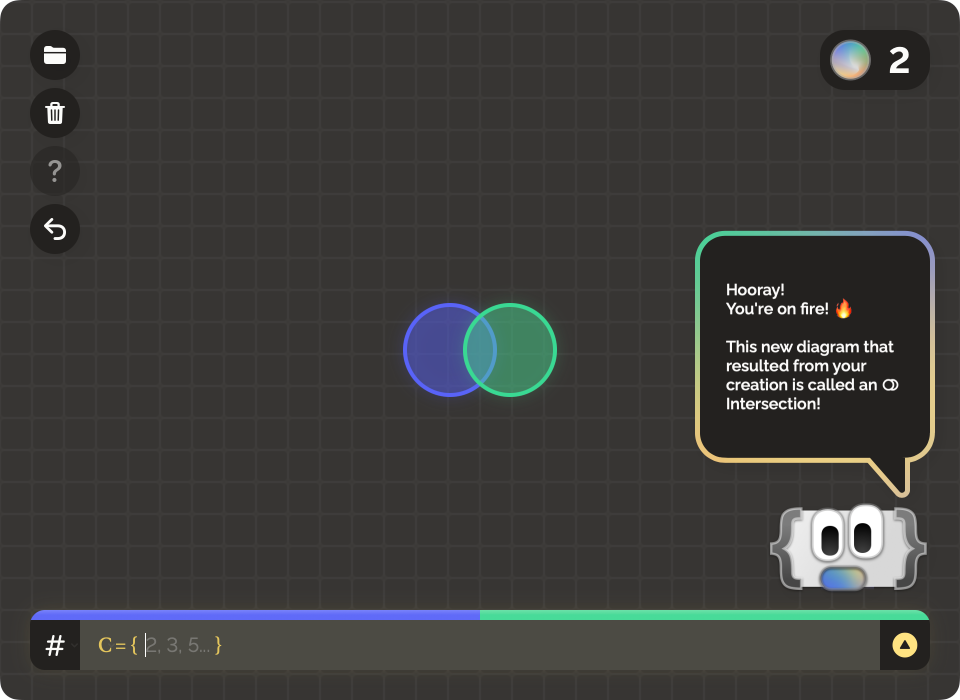 2
?
Hooray!
You're on fire! 🔥
This new diagram that
resulted from your
creation is called an
Intersection!
# C = { 2, 3, 5... }